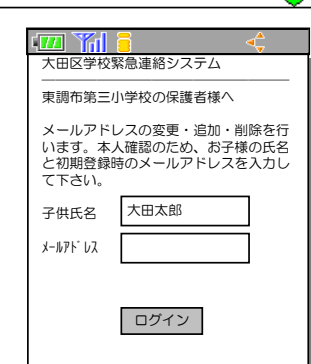 大田区学校緊急連絡システム
東調布第三小学校の保護者様へ
メールアドレスの変更・追加・削除を行
います。本人確認のため、お子様の氏名
と初期登録時のメールアドレスを入力し
て下さい。
子供氏名 大田太郎
ﾒｰﾙｱﾄﾞﾚｽ
ログイン